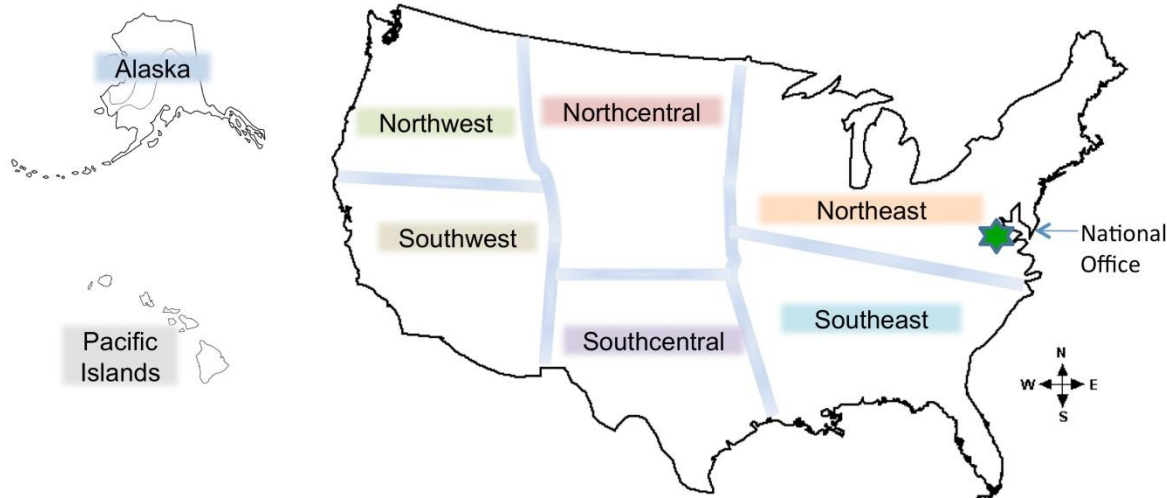 Alaska
Northwest
Northcentral
Northeast
Southwest
National
Office
Pacific
Islands
Southcentral
Southeast
N
W E
S